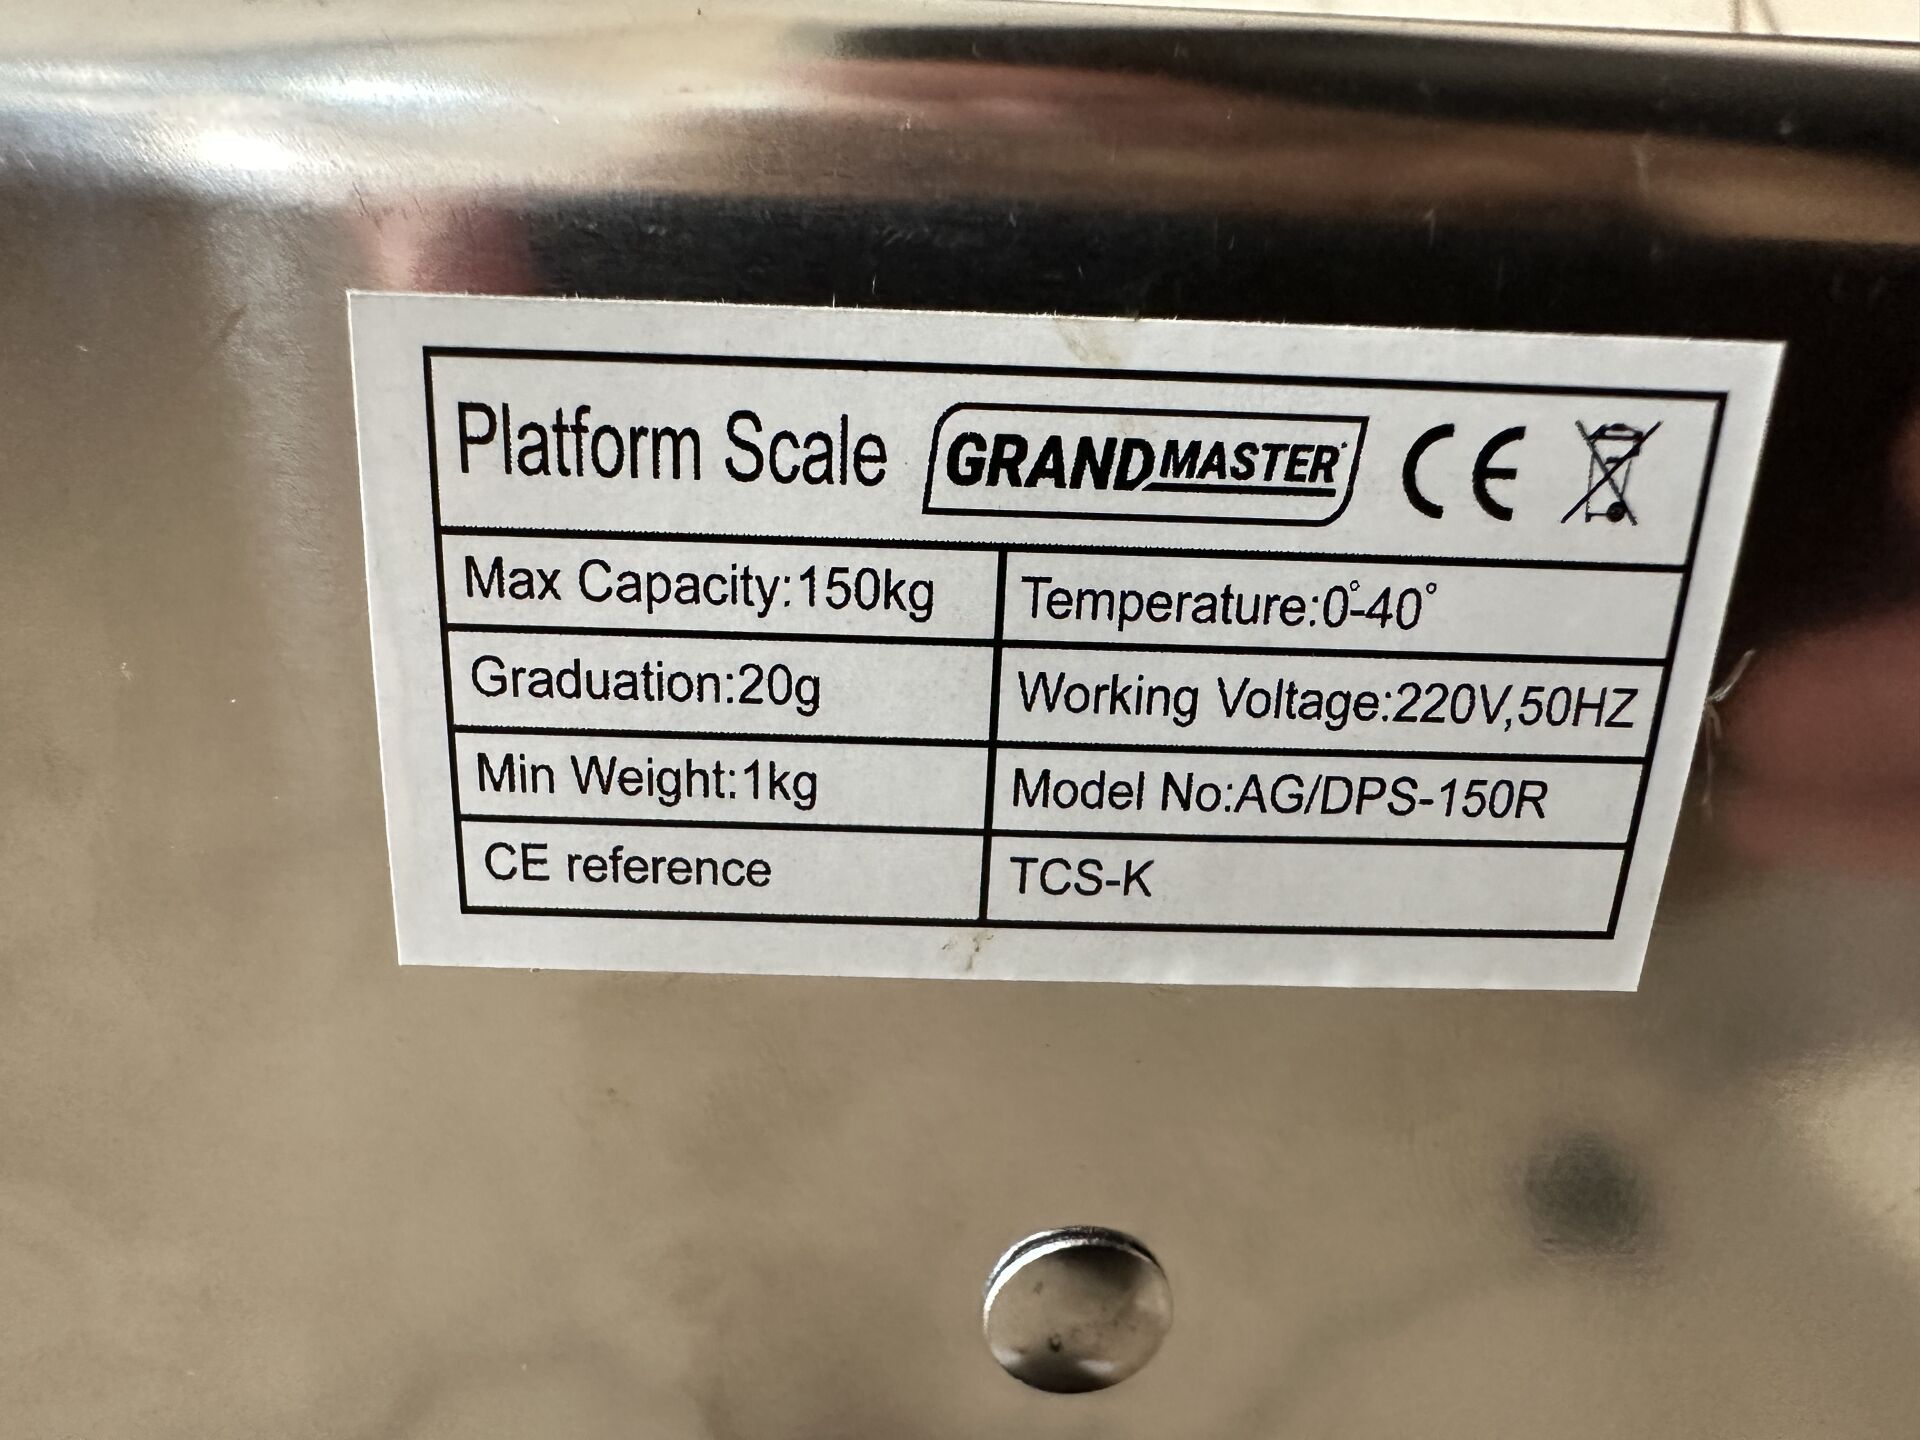 Platform Scale GRANDMASTER CE
Max Capacity:150kg Temperature:0°-40°
Graduation:20g Working Voltage:220V,50HZ
Min Weight:1kg Model No:AG/DPS-150R
CE reference TCS-K